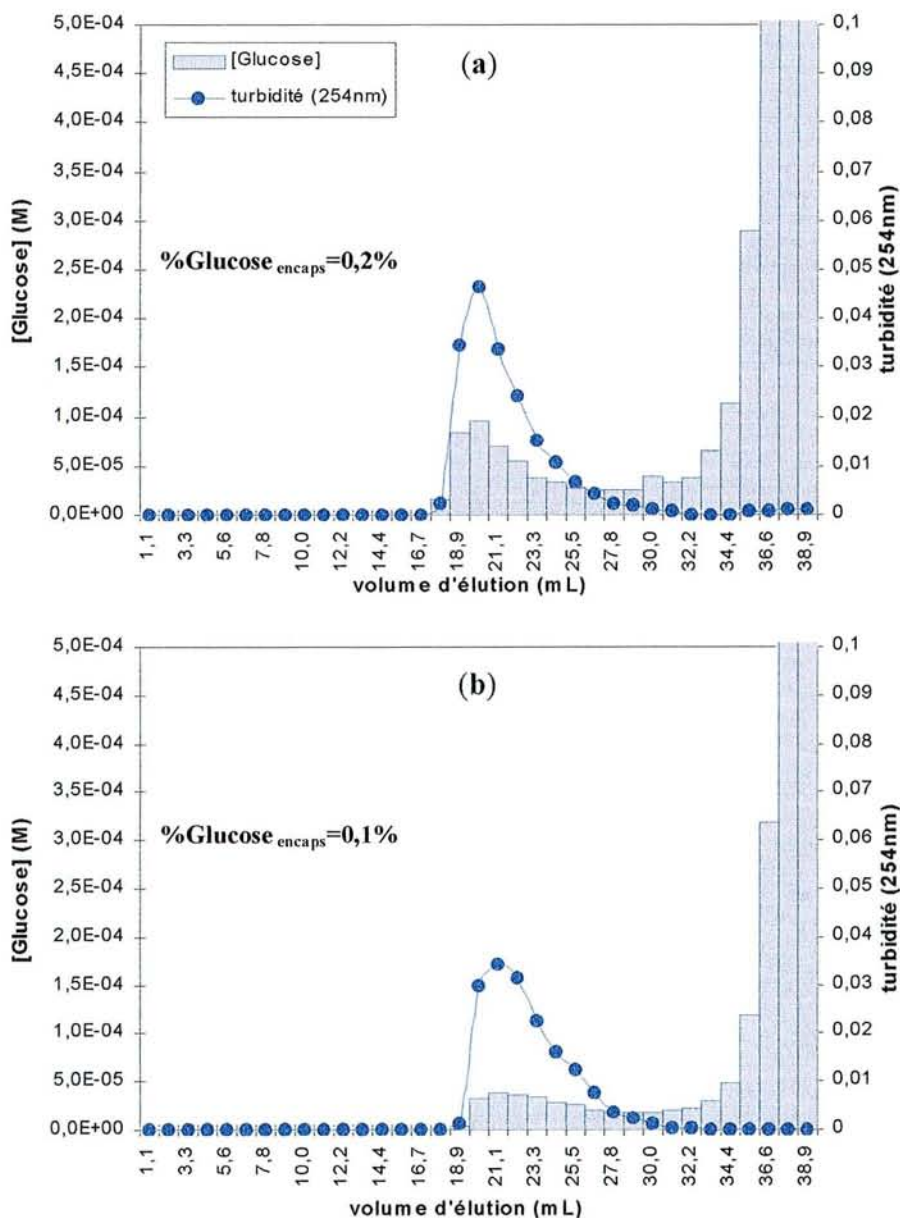 5,0E-04
4,5E-04
4,0E-04
3,5E-04
3,0E-04
2,5E-04
2,0E-04
1,5E-04
1,0E-04
5,0E-05
0,0E+00
[Glucose] (M)
[Glucose]
turbidité (254nm)
(a)
%Glucose encaps=0,2%
0,1
0,09
0,08
0,07
0,06
0,05
0,04
0,03
0,02
0,01
0
turbidité (254nm)
1,1 3,3 5,6 7,8 10,0 12,2 14,4 16,7 18,9 21,1 23,3 25,5 27,8 30,0 32,2 34,4 36,6 38,9
volume d'élution (mL)
5,0E-04
4,5E-04
4,0E-04
3,5E-04
3,0E-04
2,5E-04
2,0E-04
1,5E-04
1,0E-04
5,0E-05
0,0E+00
[Glucose] (M)
(b)
%Glucose encaps=0,1%
0,1
0,09
0,08
0,07
0,06
0,05
0,04
0,03
0,02
0,01
0
turbidité (254nm)
1,1 3,3 5,6 7,8 10,0 12,2 14,4 16,7 18,9 21,1 23,3 25,5 27,8 30,0 32,2 34,4 36,6 38,9
volume d'élution (mL)